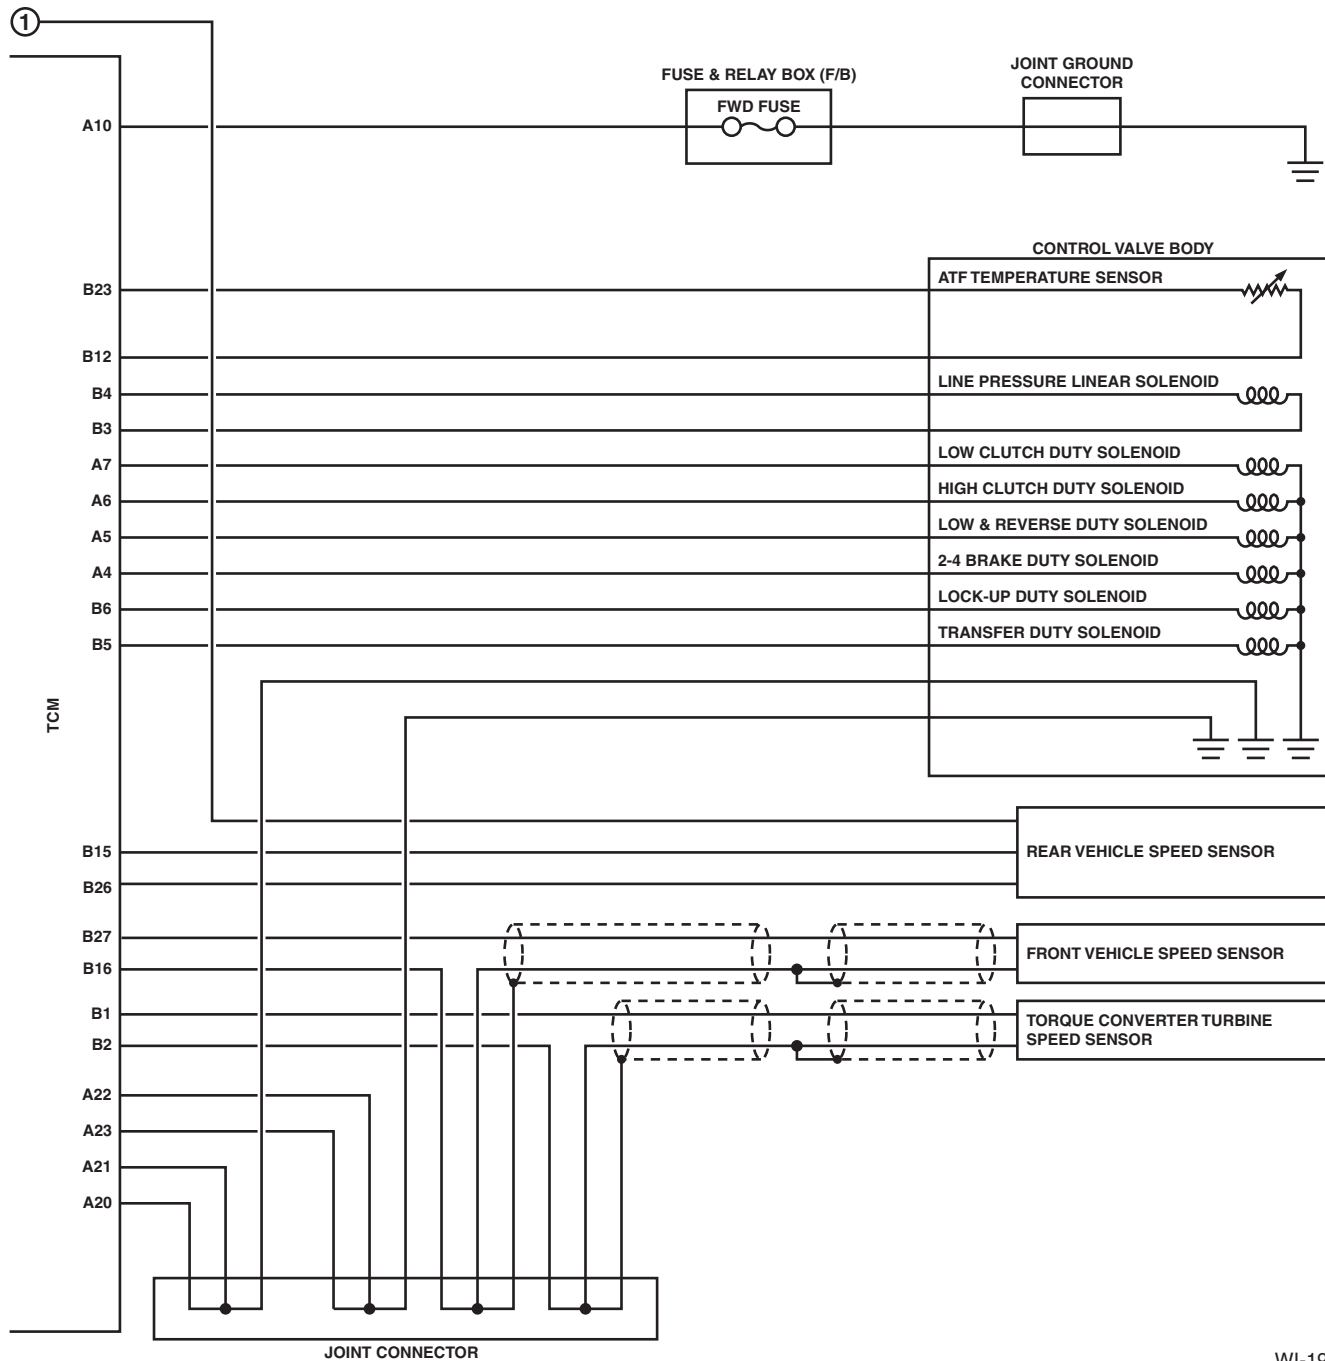 1
FUSE & RELAY BOX (F/B)
FWD FUSE
JOINT GROUND
CONNECTOR
A10
CONTROL VALVE BODY
B23
ATF TEMPERATURE SENSOR
B12
B4
LINE PRESSURE LINEAR SOLENOID
B3
A7
LOW CLUTCH DUTY SOLENOID
A6
HIGH CLUTCH DUTY SOLENOID
A5
LOW & REVERSE DUTY SOLENOID
A4
2-4 BRAKE DUTY SOLENOID
B6
LOCK-UP DUTY SOLENOID
B5
TRANSFER DUTY SOLENOID
TCM
B15
REAR VEHICLE SPEED SENSOR
B26
B27
FRONT VEHICLE SPEED SENSOR
B16
B1
TORQUE CONVERTER TURBINE
SPEED SENSOR
B2
A22
A23
A21
A20
JOINT CONNECTOR